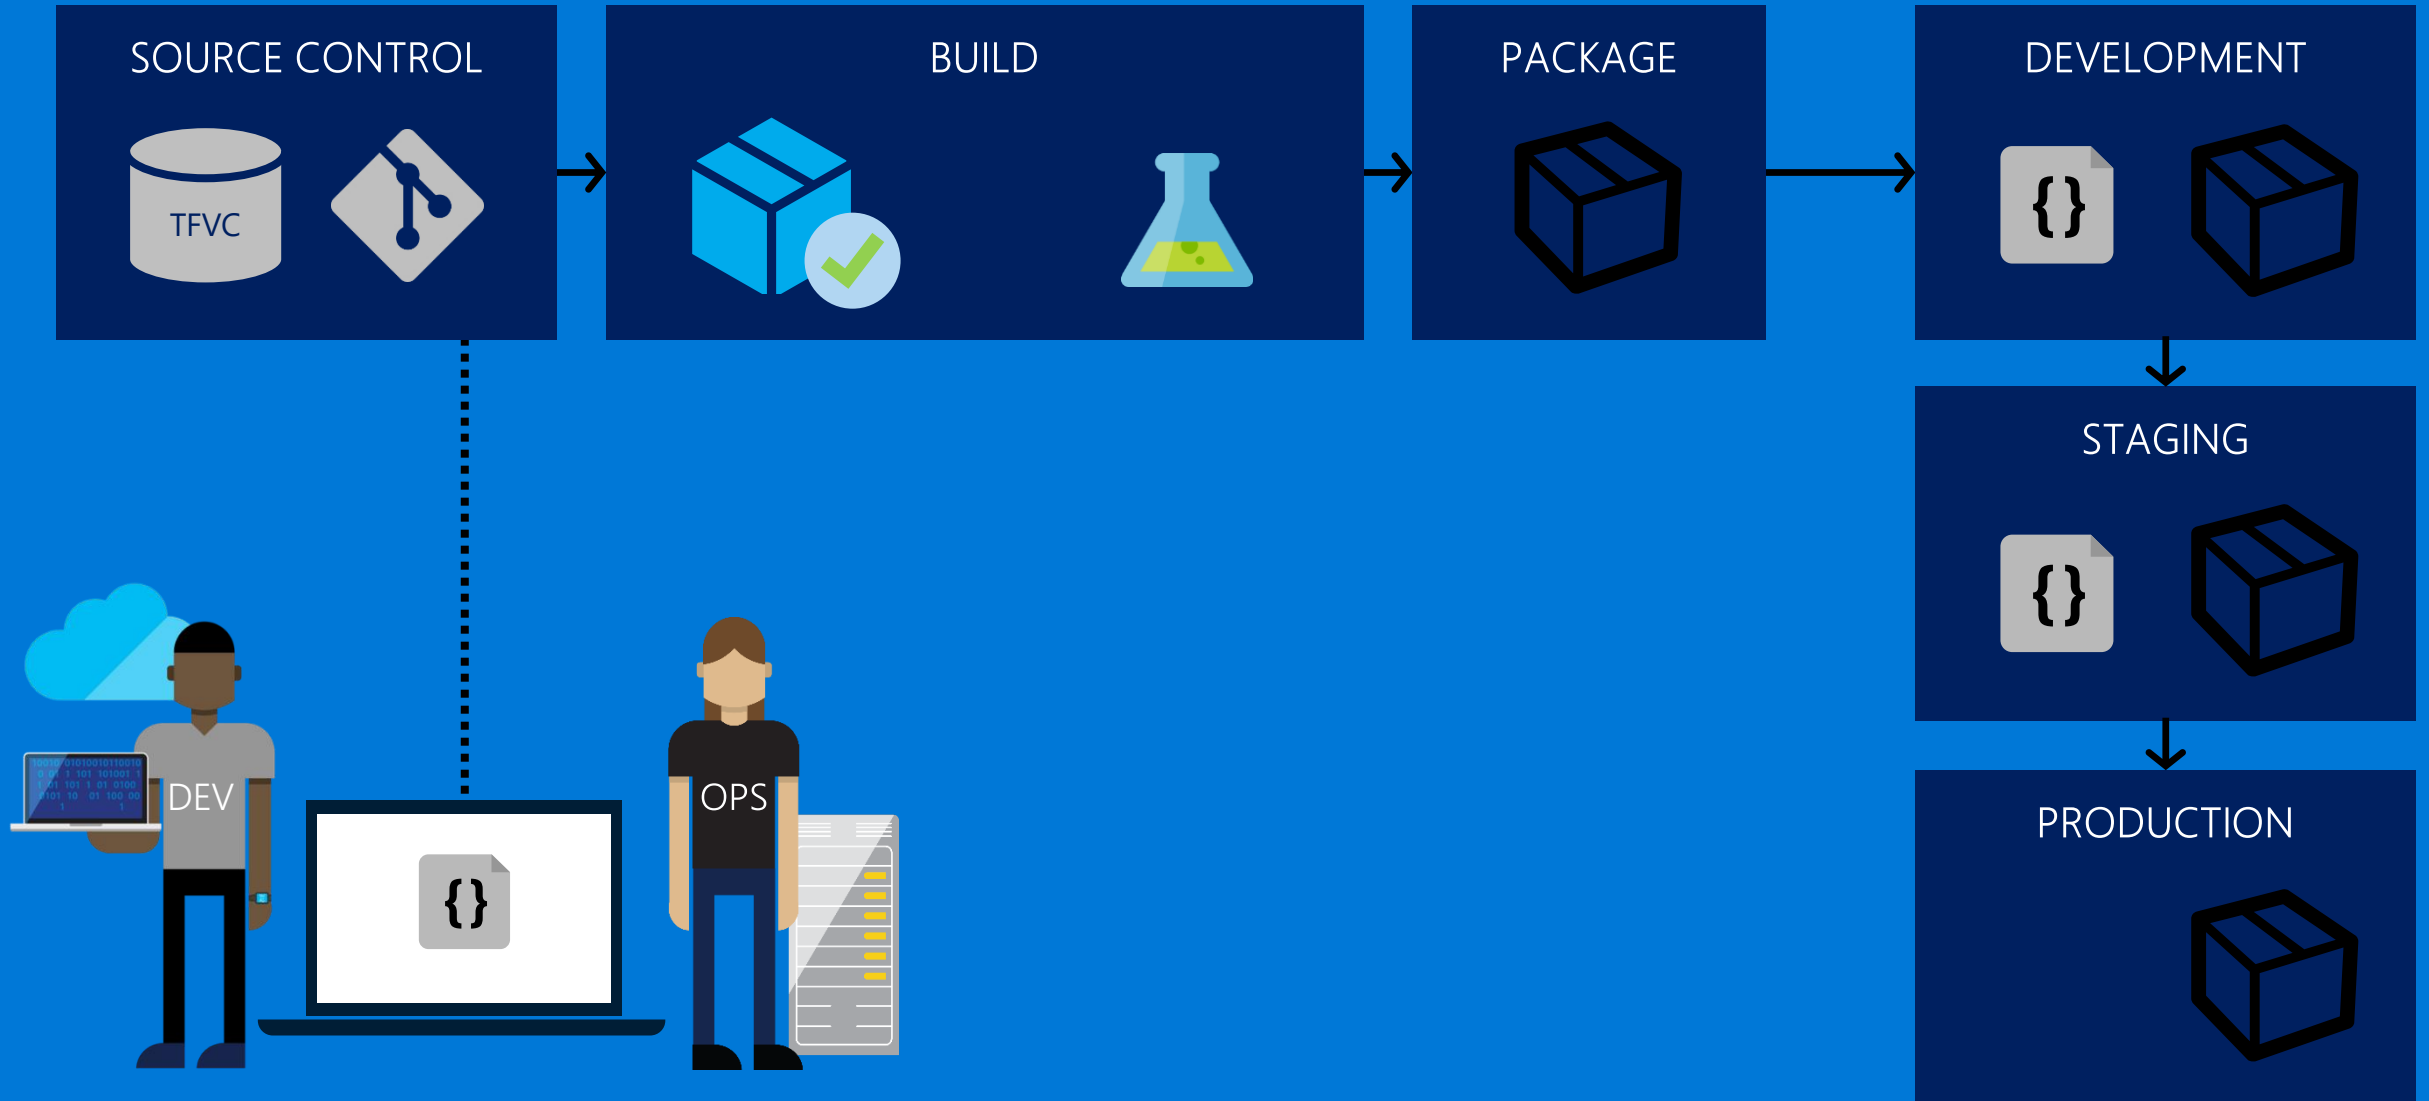 SOURCE CONTROL
BUILD
PACKAGE
DEVELOPMENT
TFVC
{}
STAGING
{}
DEV
OPS
{}
PRODUCTION